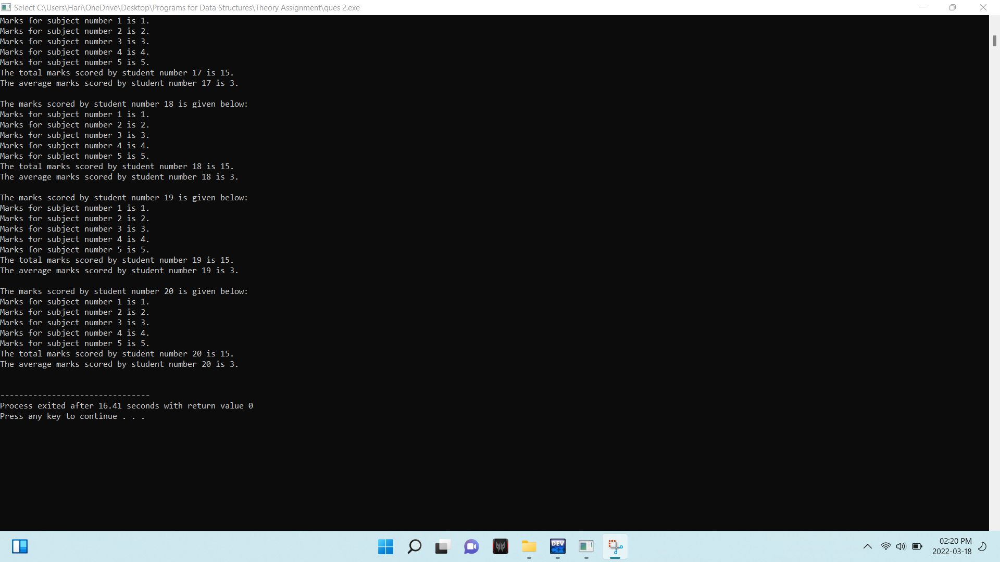 Select C:\Users\Hari\OneDrive\Desktop\Programs for Data Structures\Theory Assignment\ques 2.exe
Marks for subject number 1 is 1.
Marks for subject number 2 is 2.
Marks for subject number 3 is 3.
Marks for subject number 4 is 4.
Marks for subject number 5 is 5.
The total marks scored by student number 17 is 15.
The average marks scored by student number 17 is 3.
The marks scored by student number 18 is given below:
Marks for subject number 1 is 1.
Marks for subject number 2 is 2.
Marks for subject number 3 is 3.
Marks for subject number 4 is 4.
Marks for subject number 5 is 5.
The total marks scored by student number 18 is 15.
The average marks scored by student number 18 is 3.
The marks scored by student number 19 is given below:
Marks for subject number 1 is 1.
Marks for subject number 2 is 2.
Marks for subject number 3 is 3.
Marks for subject number 4 is 4.
Marks for subject number 5 is 5.
The total marks scored by student number 19 is 15.
The average marks scored by student number 19 is 3.
The marks scored by student number 20 is given below:
Marks for subject number 1 is 1.
Marks for subject number 2 is 2.
Marks for subject number 3 is 3.
Marks for subject number 4 is 4.
Marks for subject number 5 is 5.
The total marks scored by student number 20 is 15.
The average marks scored by student number 20 is 3.
--------------------------------
Process exited after 16.41 seconds with return value 0
Press any key to continue . . .
DEV
C++
02:20 PM
2022-03-18